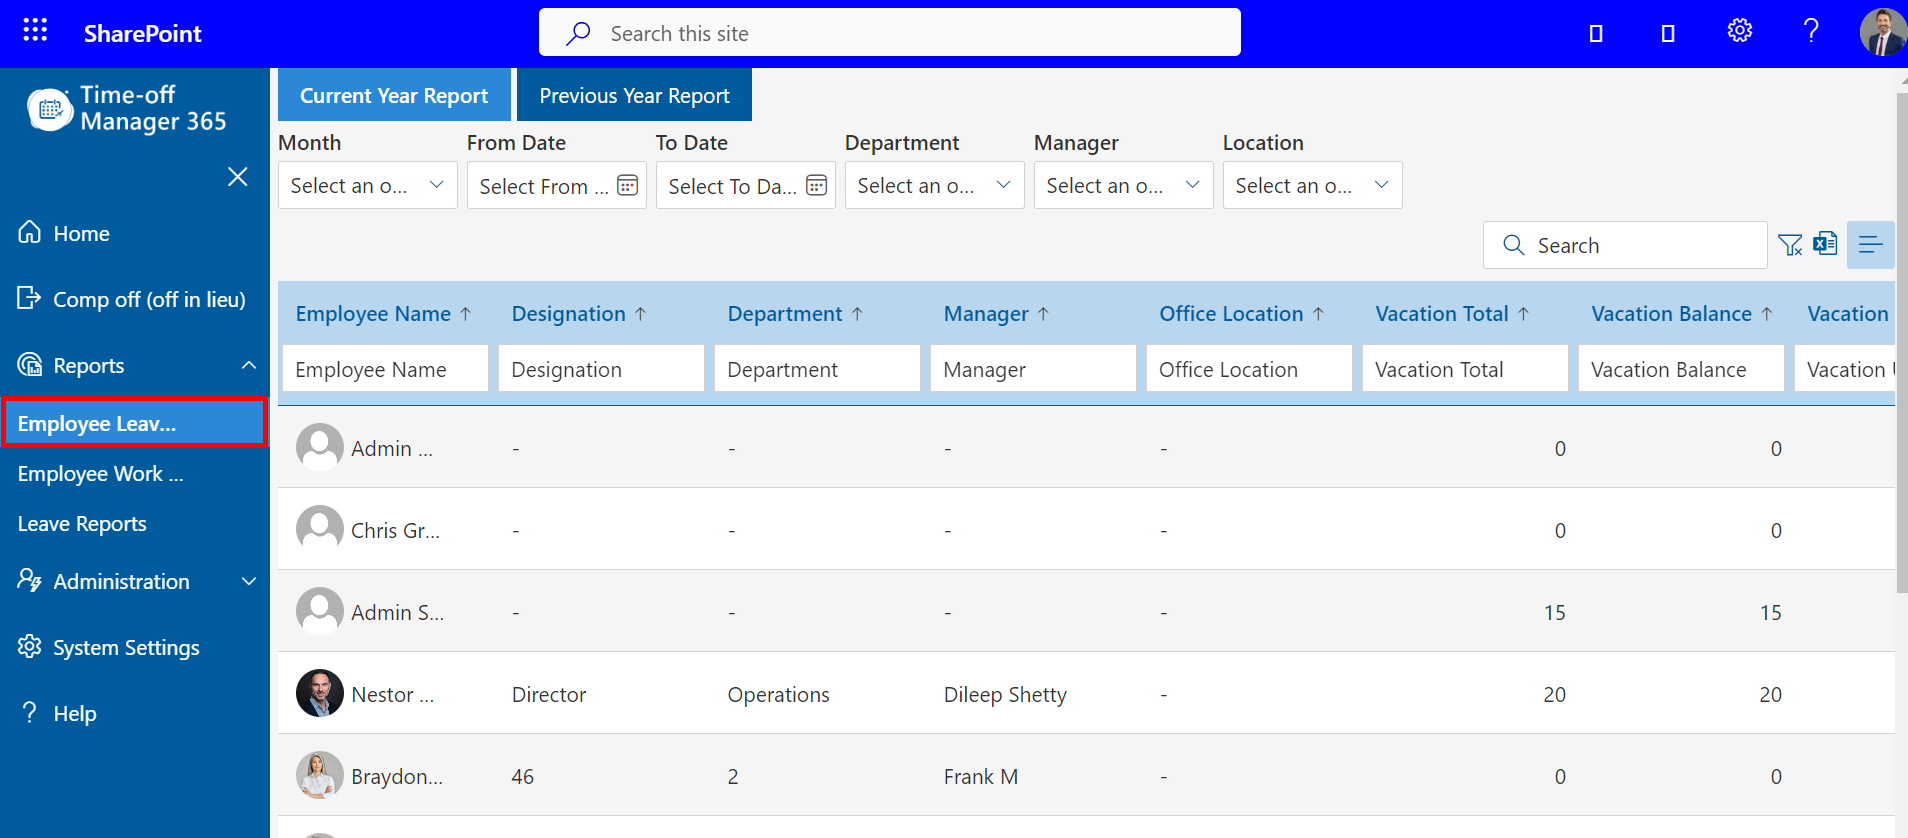 SharePoint
Search this site
Time-off
Manager 365
Home
Comp off (off in lieu)
Reports
Employee Leav...
Employee Work ...
Leave Reports
Administration
System Settings
? Help
Current Year Report
Previous Year Report
Month
From Date
To Date
Department
Manager
Location
Select an o...
Select From ...
Select To Da...
Select an o...
Select an o...
Select an o...
Search
Employee Name ↑ Designation ↑ Department ↑ Manager ↑ Office Location ↑ Vacation Total ↑ Vacation Balance ↑ Vacation
Employee Name Designation Department Manager Office Location Vacation Total Vacation Balance Vacation
Admin ... - - - - 0 0
Chris Gr... - - - - 0 0
Admin S... - - - - 15 15
Nestor ... Director Operations Dileep Shetty - 20 20
Braydon... 46 2 Frank M - 0 0